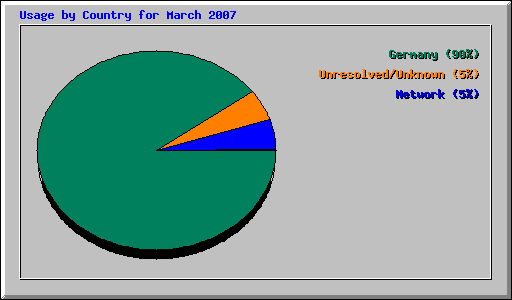 Usage by Country for March 2007
Germany (90%)
Unresolved/Unknown (5%)
Network (5%)